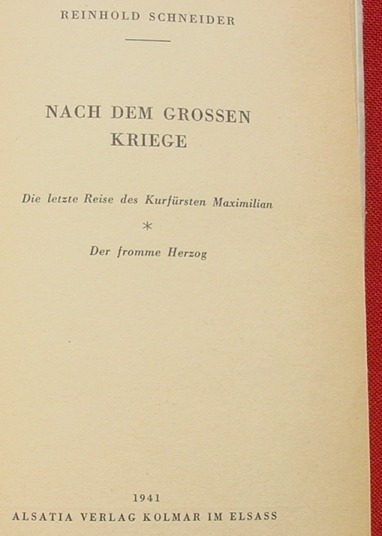 REINHOLD SCHNEIDER
NACH DEM GROSSEN
KRIEGE
Die letzte Reise des Kurfürsten Maximilian
*
Der fromme Herzog
1941
ALSATIA VERLAG KOLMAR IM ELSASS